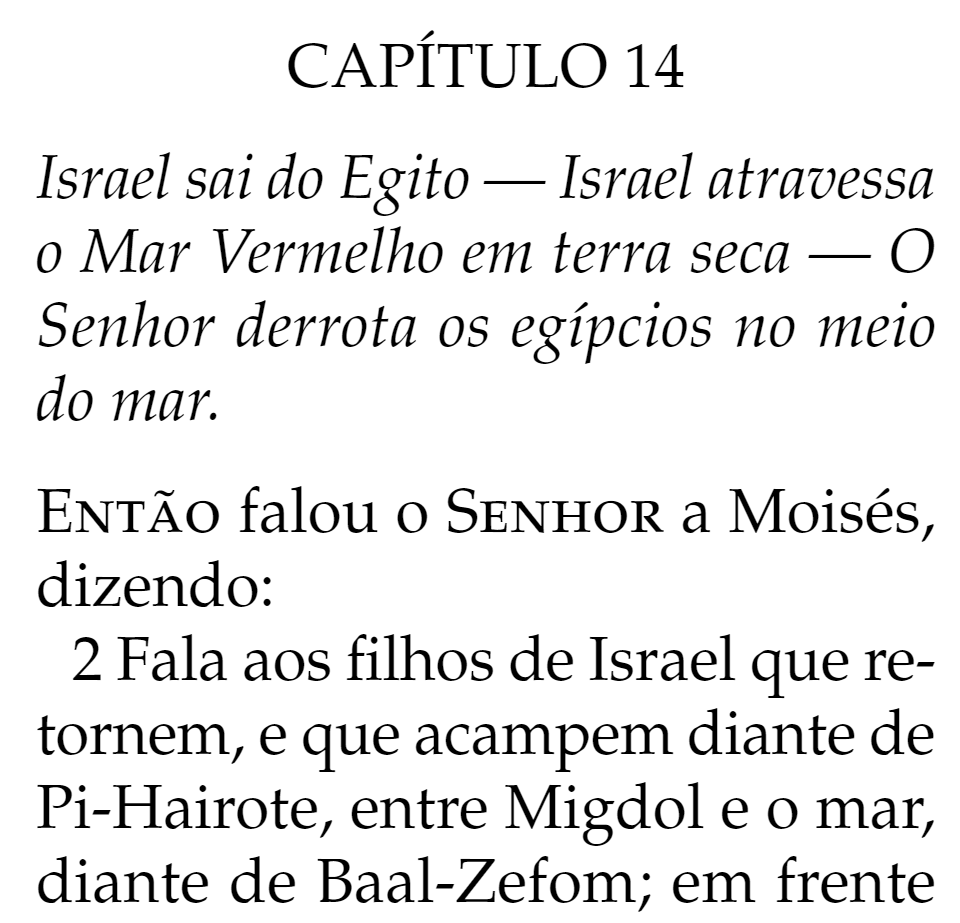 CAPÍTULO 14
Israel sai do Egito — Israel atravessa
o Mar Vermelho em terra seca — O
Senhor derrota os egípcios no meio
do mar.
ENTÃO falou o SENHOR a Moisés,
dizendo:
2 Fala aos filhos de Israel que re-
tornem, e que acampem diante de
Pi-Hairote, entre Migdol e o mar,
diante de Baal-Zefom; em frente